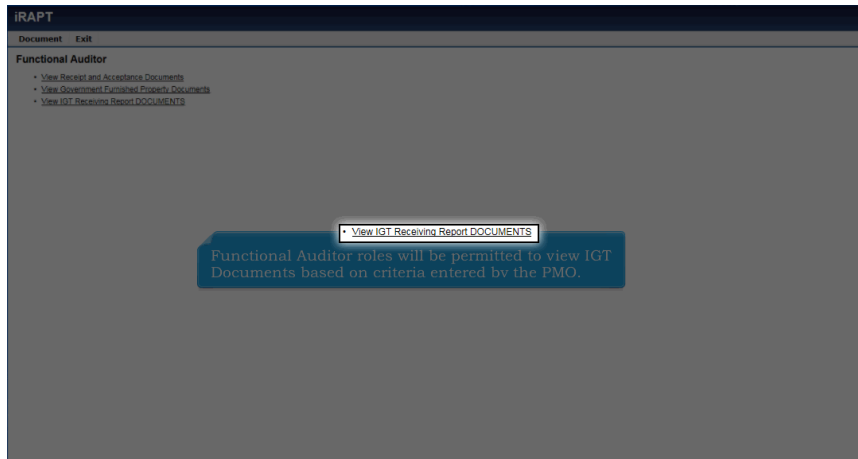 iRAPT
Document Exit
Functional Auditor
• View Receipt and Acceptance Documents
• View Government Furnished Property Documents
• View IGT Receiving Report DOCUMENTS
• View IGT Receiving Report DOCUMENTS
Functional Auditor roles will be permitted to view IGT
Documents based on criteria entered by the PMO.